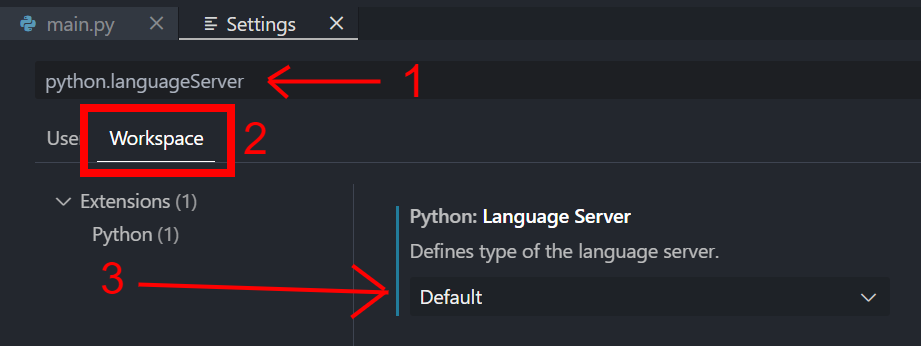 main.py
Settings
python.languageServer
1
User
Workspace
2
Extensions (1)
Python (1)
Python: Language Server
Defines type of the language server.
3
Default